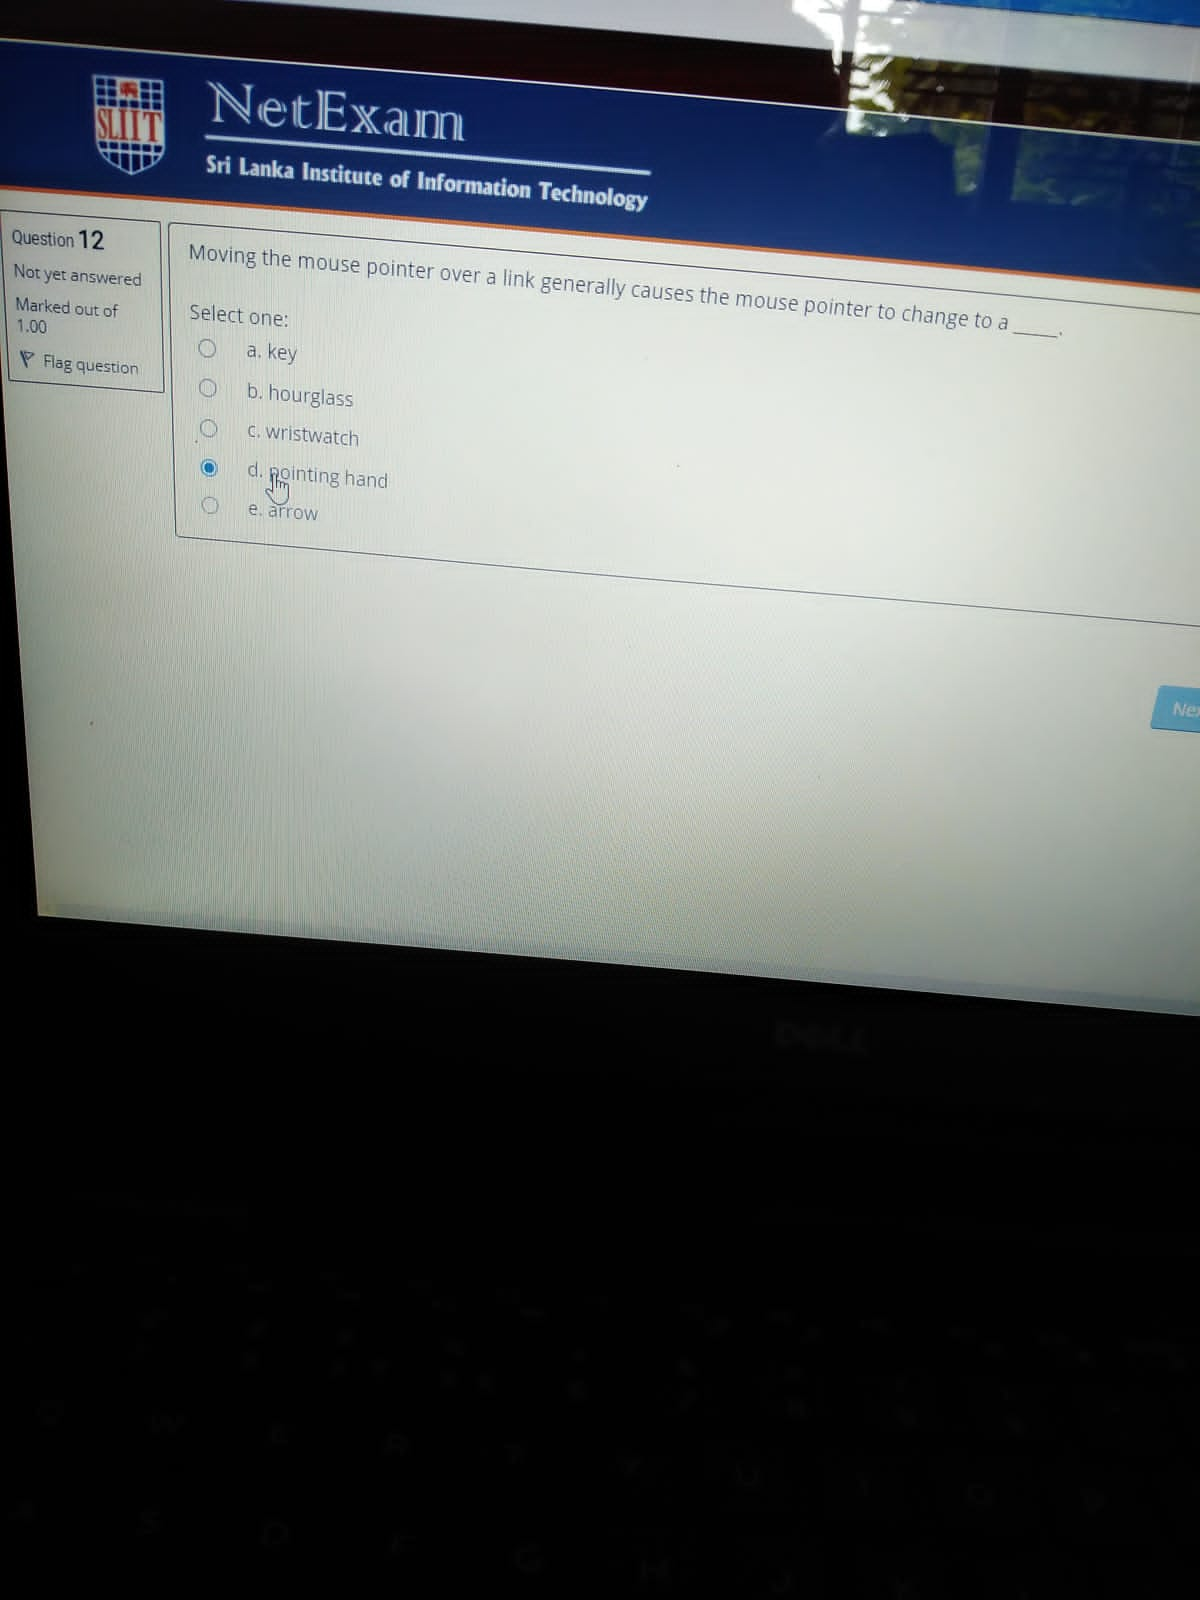 SLIIT
NetExam
Sri Lanka Institute of Information Technology
Question 12
Not yet answered
Marked out of
1.00
Flag question
Moving the mouse pointer over a link generally causes the mouse pointer to change to a _____.
Select one:
a. key
b. hourglass
c. wristwatch
d. pointing hand
e. arrow
DELL